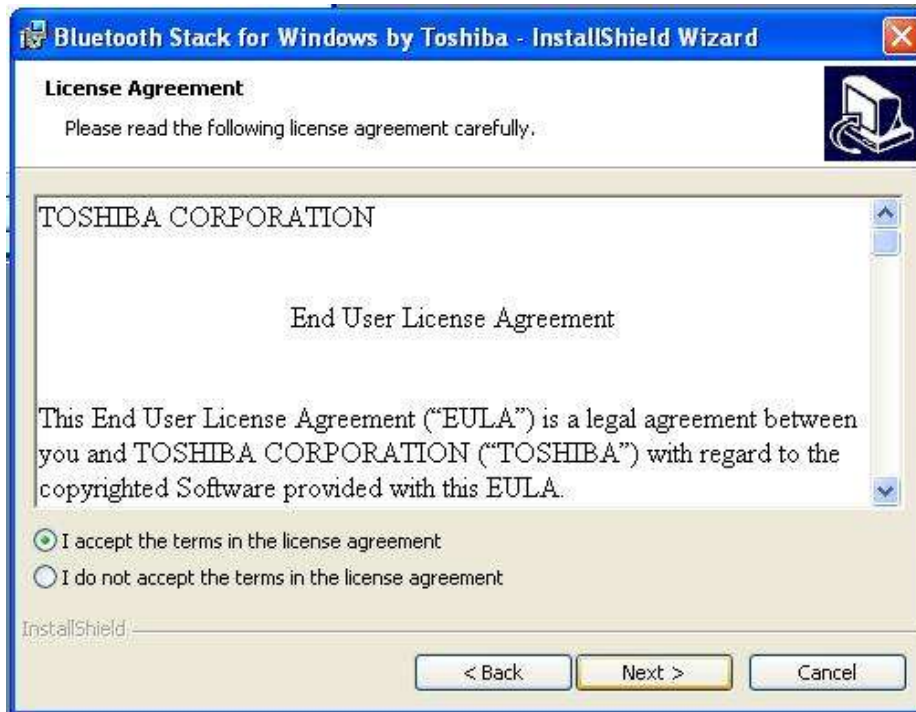 Bluetooth Stack for Windows by Toshiba - InstallShield Wizard
License Agreement
Please read the following license agreement carefully.
TOSHIBA CORPORATION
End User License Agreement
This End User License Agreement (“EULA”) is a legal agreement between
you and TOSHIBA CORPORATION (“TOSHIBA”) with regard to the
copyrighted Software provided with this EULA.
I accept the terms in the license agreement
I do not accept the terms in the license agreement
InstallShield
< Back Next > Cancel